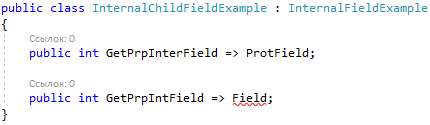 public class InternalChildFieldExample : InternalFieldExample
{
Ссылок: 0
public int GetPrpInterField => ProtField;
Ссылок: 0
public int GetPrpIntField => Field;
}